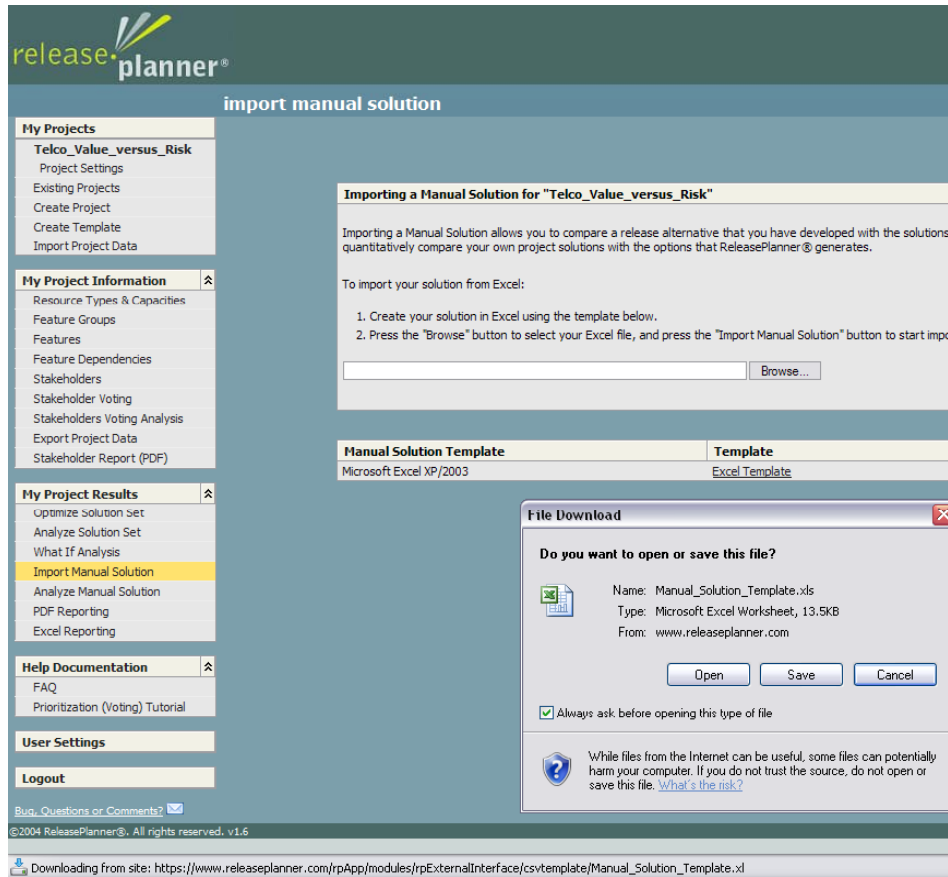 release planner®
import manual solution
My Projects
Telco_Value_versus_Risk
Project Settings
Existing Projects
Create Project
Create Template
Import Project Data
My Project Information
Resource Types & Capacities
Feature Groups
Features
Feature Dependencies
Stakeholders
Stakeholder Voting
Stakeholders Voting Analysis
Export Project Data
Stakeholder Report (PDF)
My Project Results
Optimize Solution Set
Analyze Solution Set
What If Analysis
Import Manual Solution
Analyze Manual Solution
PDF Reporting
Excel Reporting
Help Documentation
FAQ
Prioritization (Voting) Tutorial
User Settings
Logout
Bug, Questions or Comments?
Importing a Manual Solution for "Telco_Value_versus_Risk"
Importing a Manual Solution allows you to compare a release alternative that you have developed with the solutions
quantitatively compare your own project solutions with the options that ReleasePlanner® generates.
To import your solution from Excel:
1. Create your solution in Excel using the template below.
2. Press the "Browse" button to select your Excel file, and press the "Import Manual Solution" button to start impo
Browse...
Manual Solution Template Template
Microsoft Excel XP/2003 Excel Template
File Download
Do you want to open or save this file?
Name: Manual_Solution_Template.xls
Type: Microsoft Excel Worksheet, 13.5KB
From: www.releaseplanner.com
Open Save Cancel
Always ask before opening this type of file
While files from the Internet can be useful, some files can potentially
harm your computer. If you do not trust the source, do not open or
save this file. What's the risk?
©2004 ReleasePlanner®. All rights reserved. v1.6
Downloading from site: https://www.releaseplanner.com/rpApp/modules/rpExternalInterface/csvtemplate/Manual_Solution_Template.xl